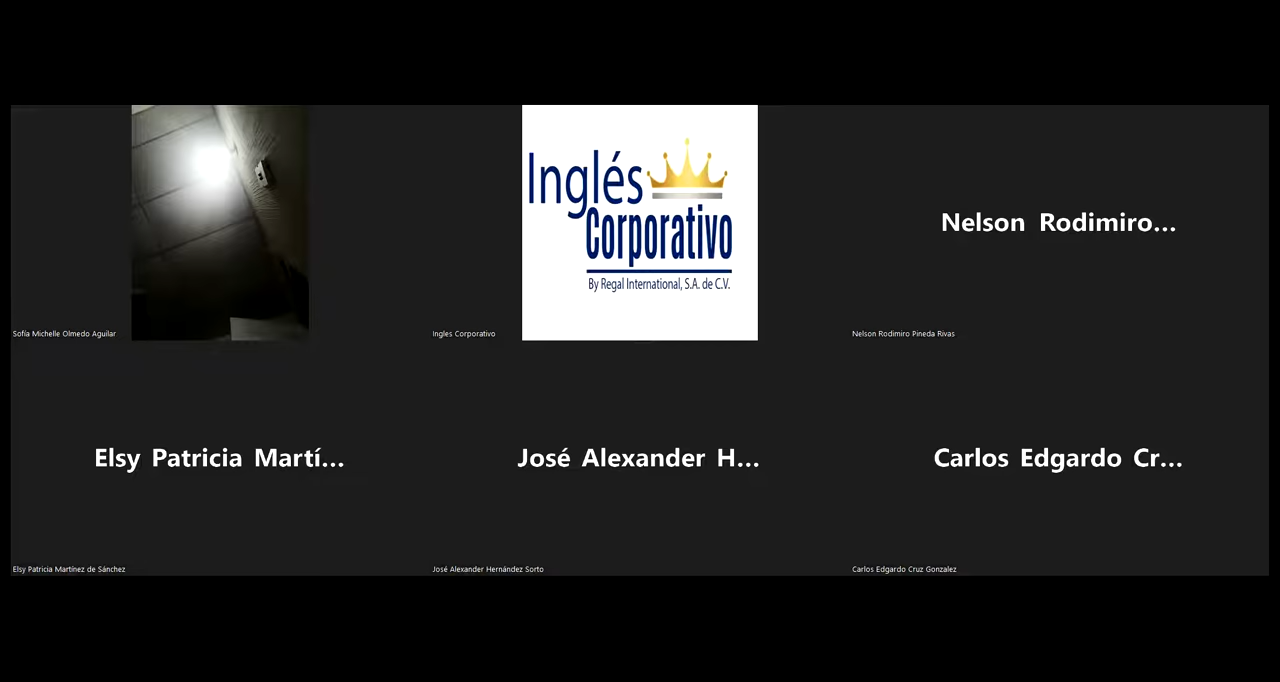 Inglés
Corporativo
By Regal International, S.A. de C.V.
Nelson Rodimiro...
Sofía Michelle Olmedo Aguilar
Ingles Corporativo
Nelson Rodimiro Pineda Rivas
Elsy Patricia Martí...
José Alexander H...
Carlos Edgardo Cr...
Elsy Patricia Martínez de Sánchez
José Alexander Hernández Sorto
Carlos Edgardo Cruz Gonzalez